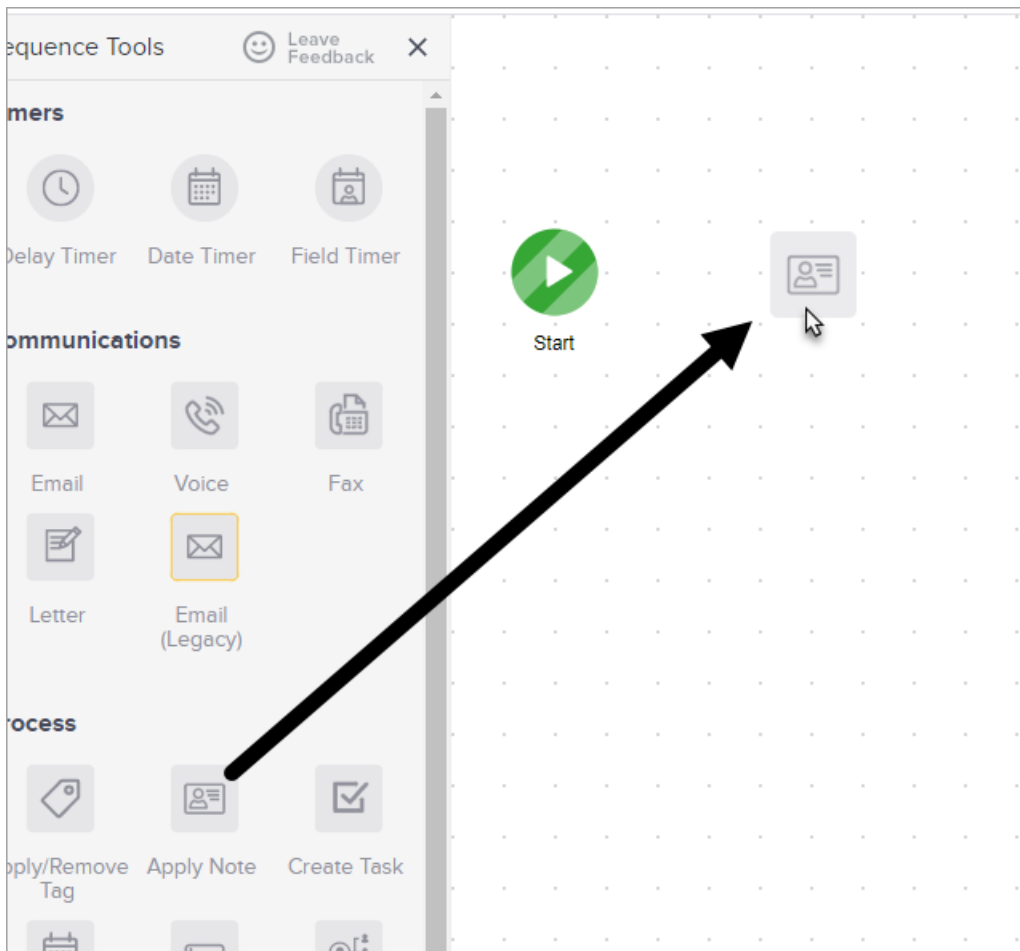 equence Tools
Leave
Feedback
mers
Delay Timer
Date Timer
Field Timer
ommunications
Email
Voice
Fax
Letter
Email
(Legacy)
rocess
pply/Remove
Tag
Apply Note
Create Task
Start